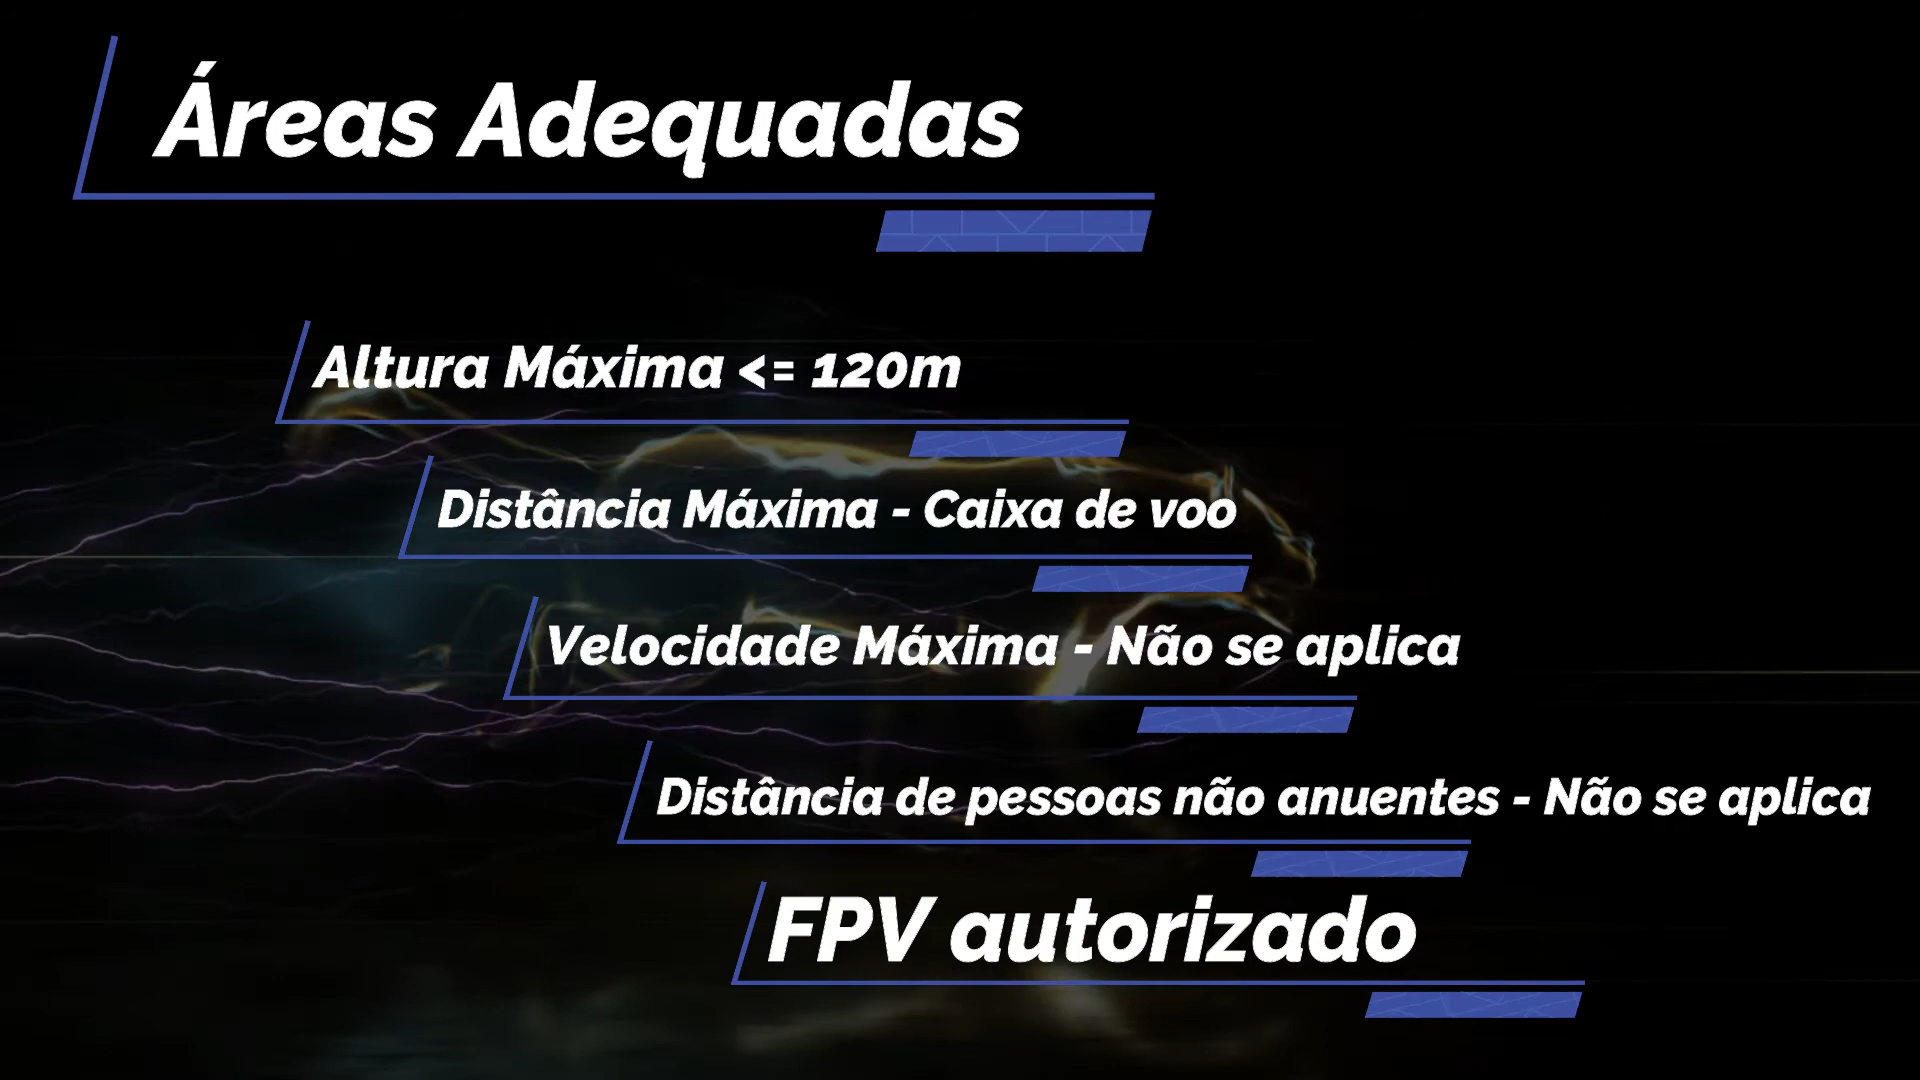 Áreas Adequadas
Altura Máxima <= 120m
Distância Máxima - Caixa de voo
Velocidade Máxima - Não se aplica
Distância de pessoas não anuentes - Não se aplica
FPV autorizado